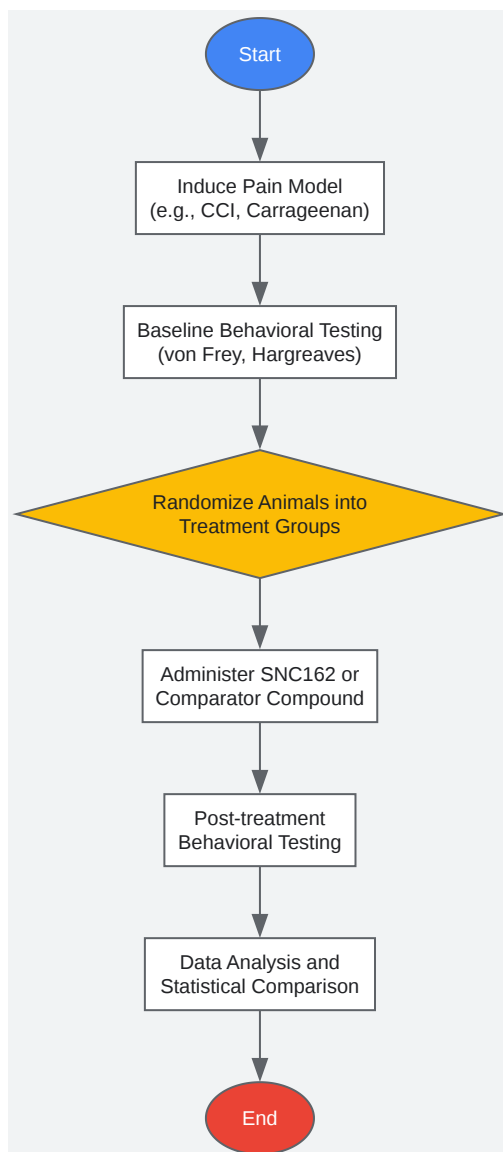 Start
Induce Pain Model
(e.g., CCI, Carrageenan)
Baseline Behavioral Testing
(von Frey, Hargreaves)
Randomize Animals into
Treatment Groups
Administer SNC162 or
Comparator Compound
Post-treatment
Behavioral Testing
Data Analysis and
Statistical Comparison
End